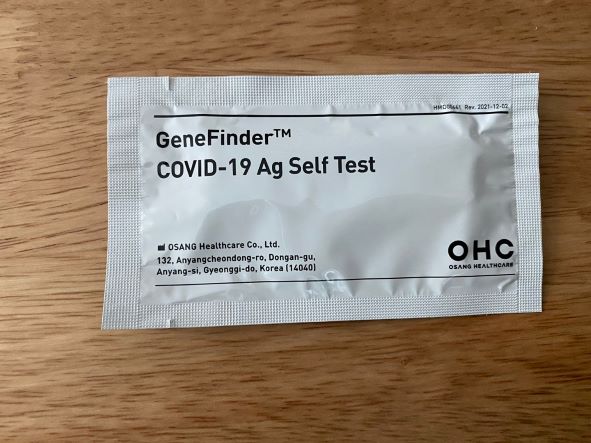 Rev. 2021-12-02
GeneFinder™
COVID-19 Ag Self Test
OSANG Healthcare Co., Ltd.
132, Anyangcheondong-ro, Dongan-gu,
Anyang-si, Gyeonggi-do, Korea (14040)
OHC
OSANG HEALTHCARE